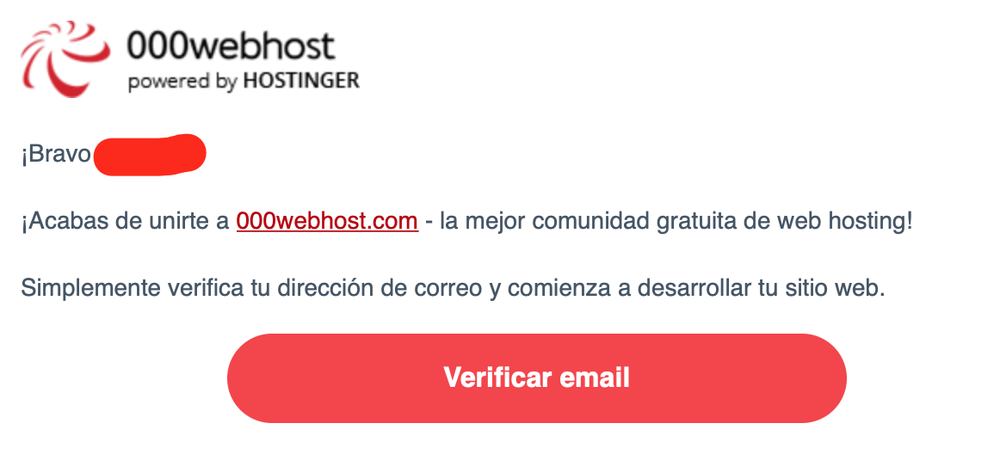 000webhost
powered by HOSTINGER
¡Bravo
¡Acabas de unirte a 000webhost.com - la mejor comunidad gratuita de web hosting!
Simplemente verifica tu dirección de correo y comienza a desarrollar tu sitio web.
Verificar email